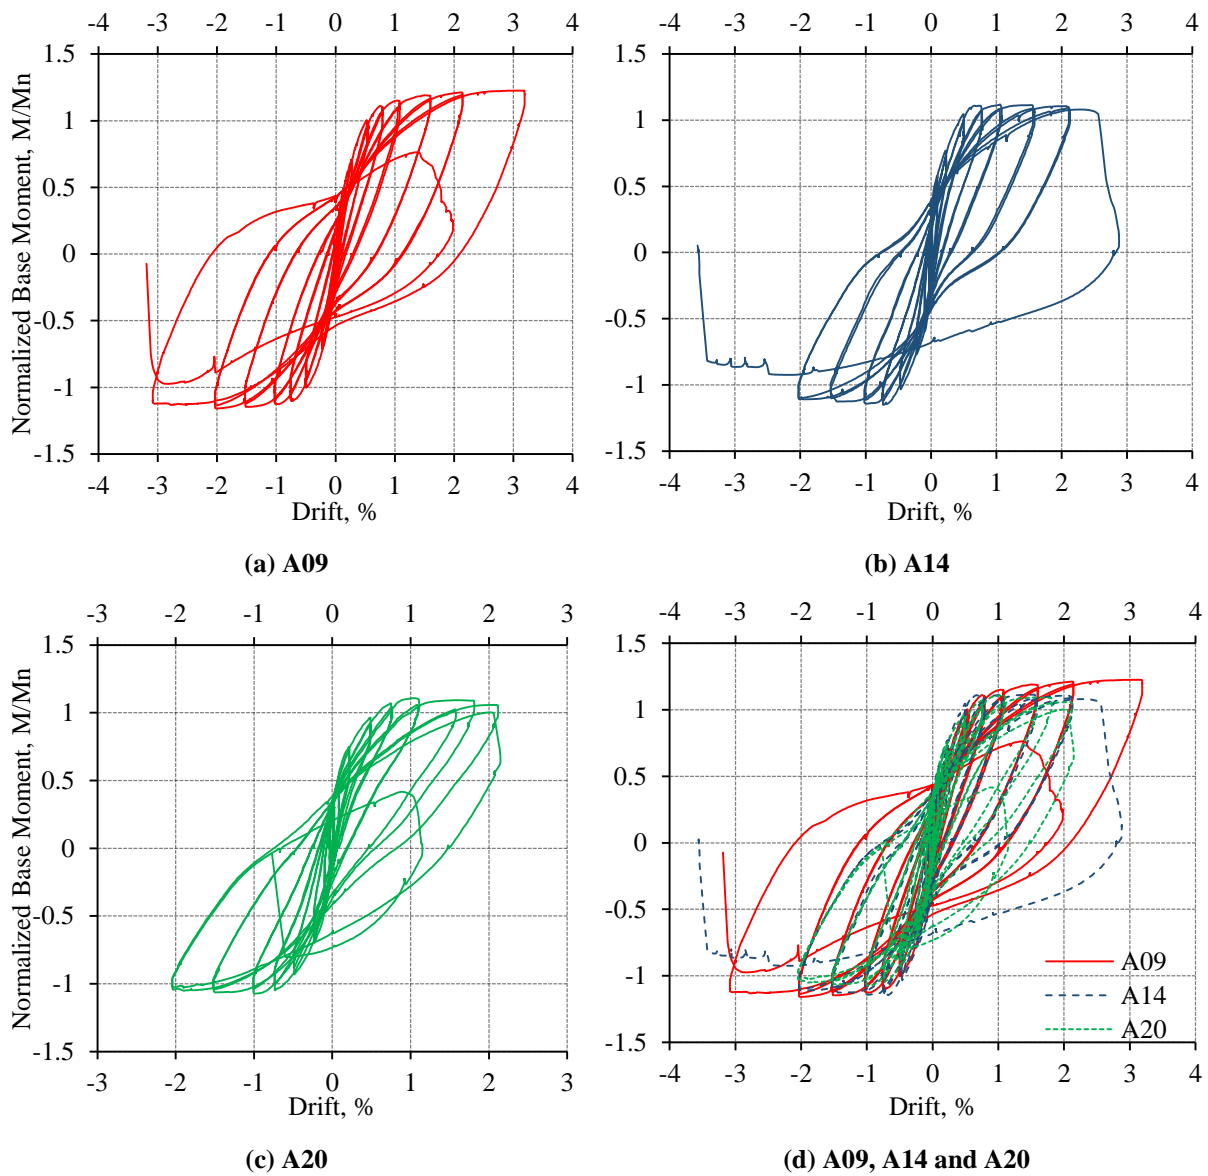 -4 -3 -2 -1 0 1 2 3 4
1.5
1
0.5
0
-0.5
-1
-1.5
Normalized Base Moment, M/Mn
-4 -3 -2 -1 0 1 2 3 4
Drift, %
(a) A09
-4 -3 -2 -1 0 1 2 3 4
1.5
1
0.5
0
-0.5
-1
-1.5
-4 -3 -2 -1 0 1 2 3 4
Drift, %
(b) A14
-3 -2 -1 0 1 2 3
1.5
1
0.5
0
-0.5
-1
-1.5
Normalized Base Moment, M/Mn
-3 -2 -1 0 1 2 3
Drift, %
(c) A20
-4 -3 -2 -1 0 1 2 3 4
1.5
1
0.5
0
-0.5
-1
-1.5
A09
A14
A20
-4 -3 -2 -1 0 1 2 3 4
Drift, %
(d) A09, A14 and A20